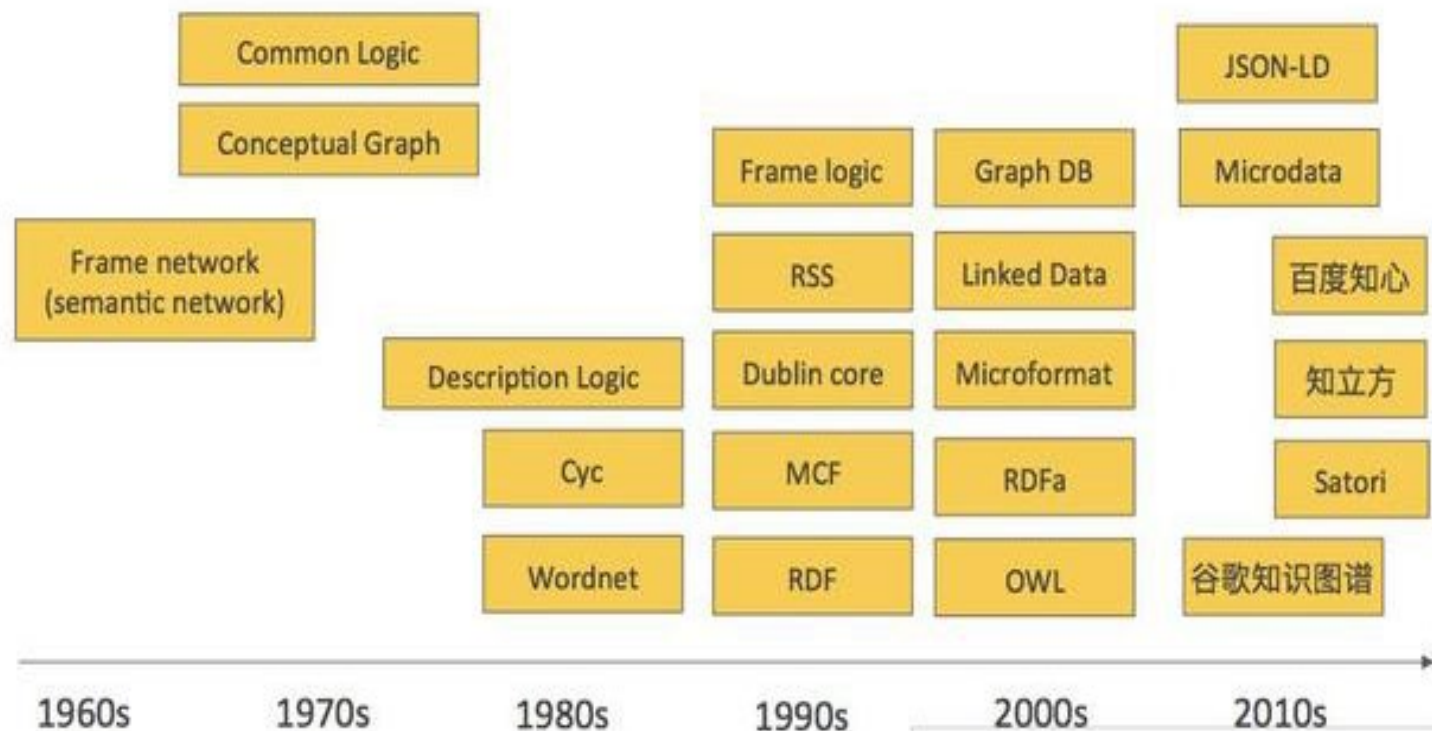 Common Logic
JSON-LD
Conceptual Graph
Frame logic
Graph DB
Microdata
Frame network
(semantic network)
RSS
Linked Data
百度知心
Description Logic
Dublin core
Microformat
知立方
Cyc
MCF
RDFa
Satori
Wordnet
RDF
OWL
谷歌知识图谱
1960s
1970s
1980s
1990s
2000s
2010s